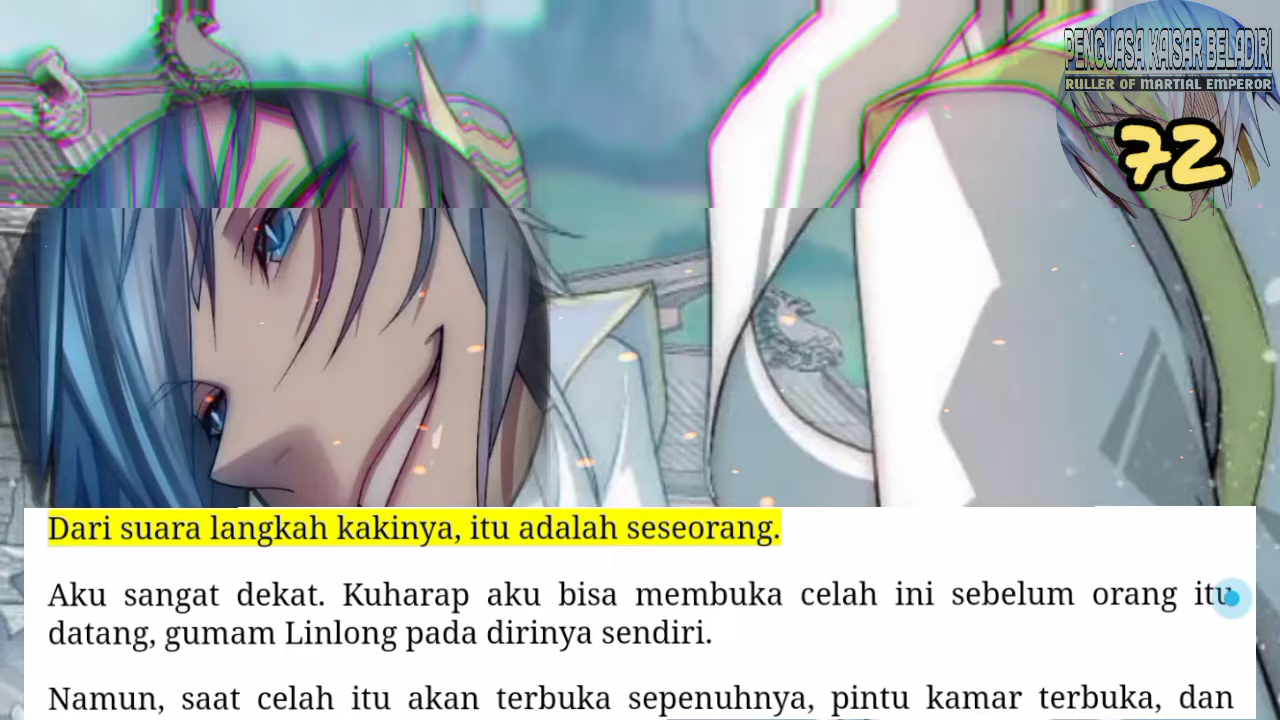 PENGUASA KAISAR BELADIRI
RULLER OF MARTIAL EMPEROR
72
Dari suara langkah kakinya, itu adalah seseorang.
Aku sangat dekat. Kuharap aku bisa membuka celah ini sebelum orang itu
datang, gumam Linlong pada dirinya sendiri.
Namun, saat celah itu akan terbuka sepenuhnya, pintu kamar terbuka, dan